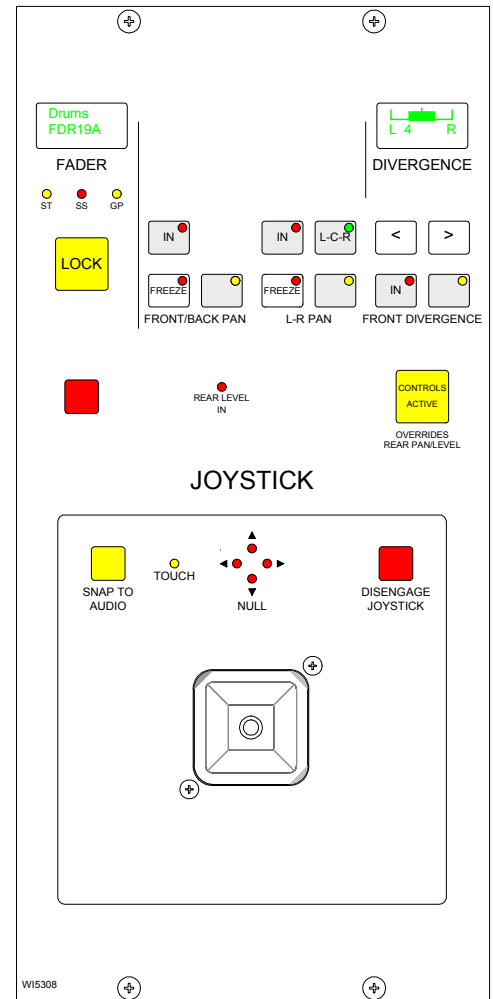 Drums
FDR19A
L 4 R
FADER
DIVERGENCE
ST SS GP
LOCK
IN
IN
L-C-R
<
>
FREEZE
FREEZE
IN
FRONT/BACK PAN
L-R PAN
FRONT DIVERGENCE
REAR LEVEL
IN
CONTROLS
ACTIVE
OVERRIDES
REAR PAN/LEVEL
JOYSTICK
SNAP TO
AUDIO
TOUCH
NULL
DISENGAGE
JOYSTICK
WI5308